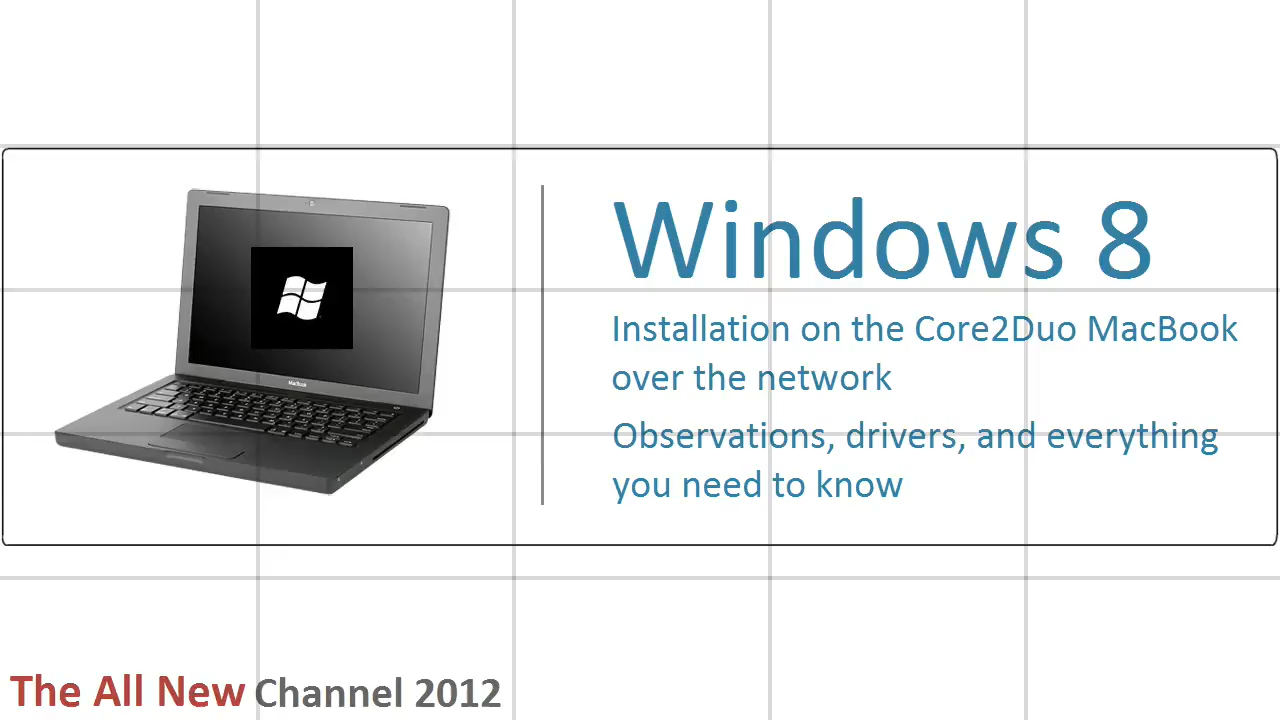 Windows 8
Installation on the Core2Duo MacBook
over the network
Observations, drivers, and everything
you need to know
MacBook
The All New Channel 2012